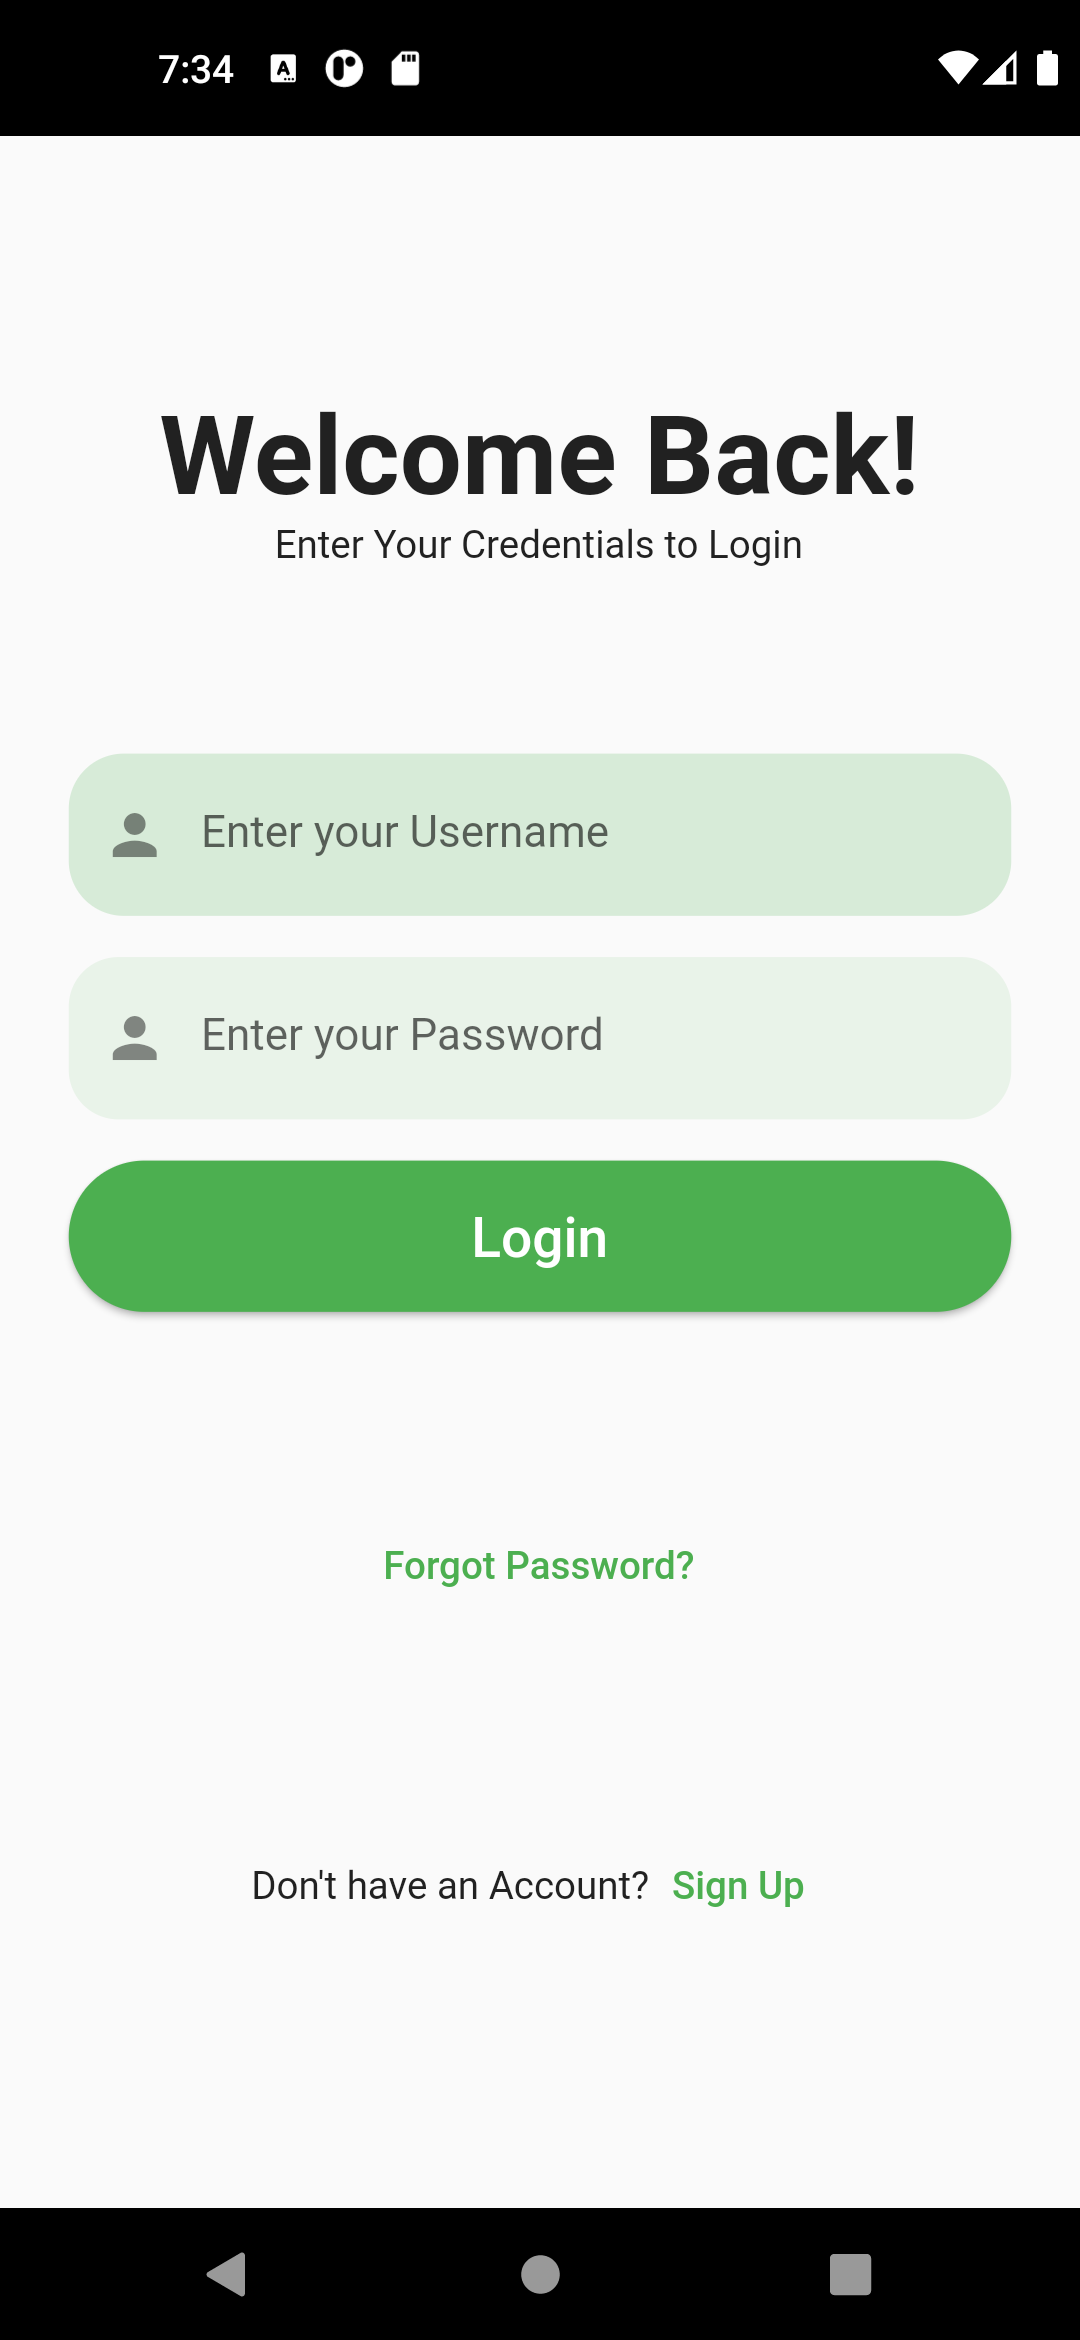 7:34
Welcome Back!
Enter Your Credentials to Login
Enter your Username
Enter your Password
Login
Forgot Password?
Don't have an Account? Sign Up